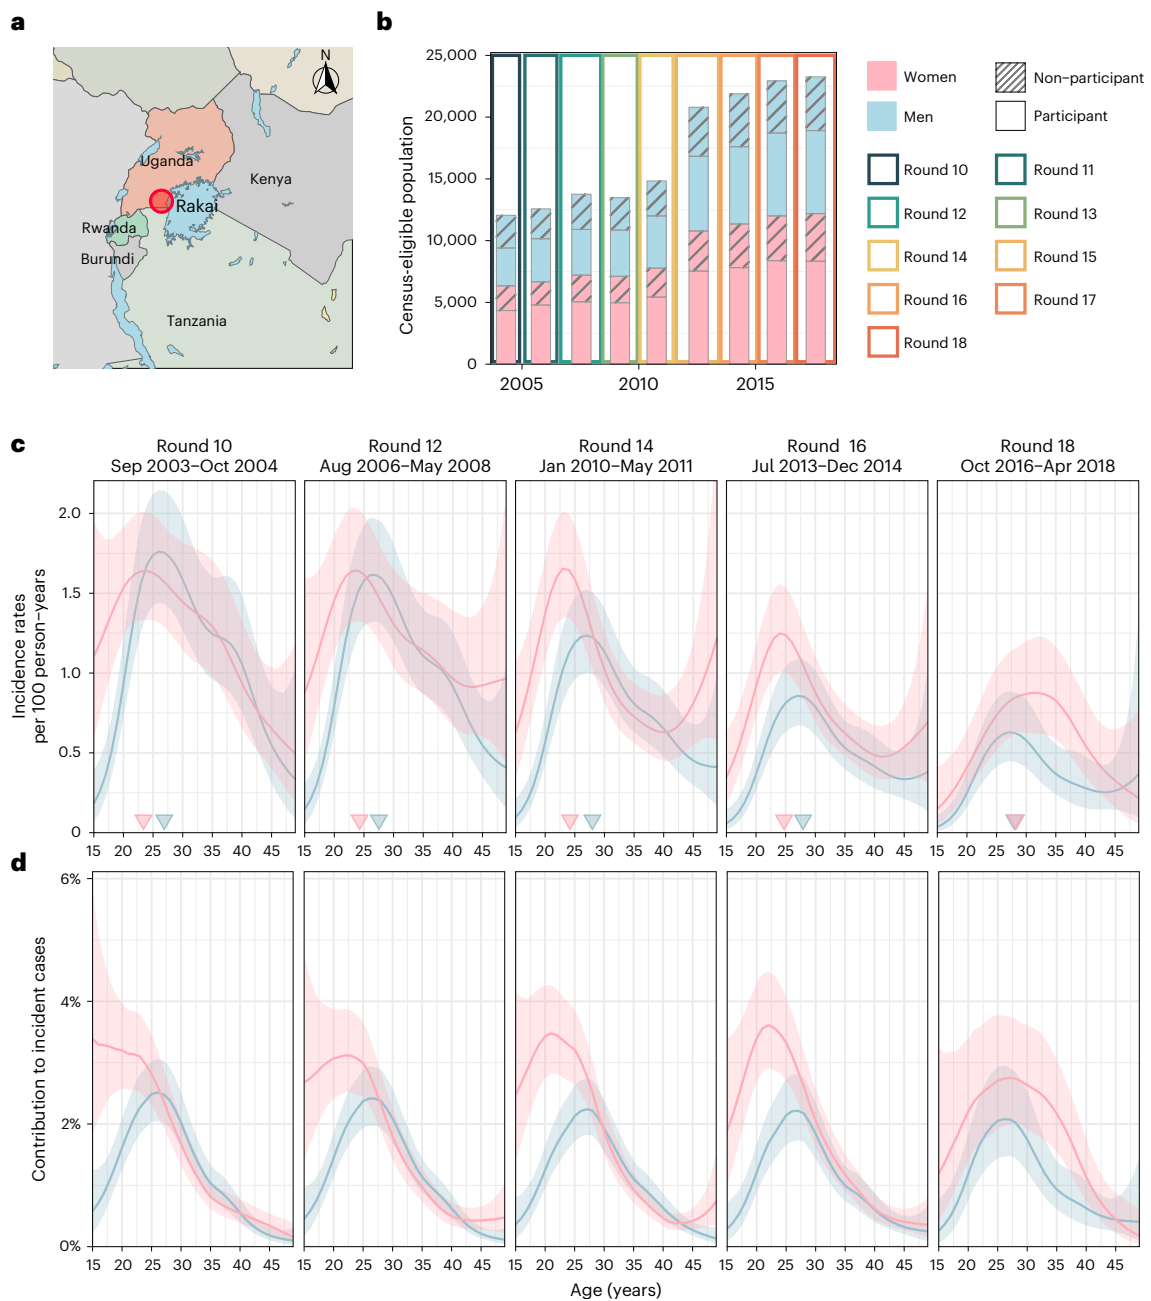 a
N
Uganda
Kenya
Rakai
Rwanda
Burundi
Tanzania
b
Census-eligible population
25,000
20,000
15,000
10,000
5,000
0
2005 2010 2015
Women
Men
Non-participant
Participant
Round 10
Round 11
Round 12
Round 13
Round 14
Round 15
Round 16
Round 17
Round 18
c
Round 10
Sep 2003–Oct 2004
Round 12
Aug 2006–May 2008
Round 14
Jan 2010–May 2011
Round 16
Jul 2013–Dec 2014
Round 18
Oct 2016–Apr 2018
Incidence rates
per 100 person-years
2.0
1.5
1.0
0.5
0
15 20 25 30 35 40 45
15 20 25 30 35 40 45
15 20 25 30 35 40 45
15 20 25 30 35 40 45
15 20 25 30 35 40 45
d
Contribution to incident cases
6%
4%
2%
0%
15 20 25 30 35 40 45
15 20 25 30 35 40 45
15 20 25 30 35 40 45
15 20 25 30 35 40 45
15 20 25 30 35 40 45
Age (years)